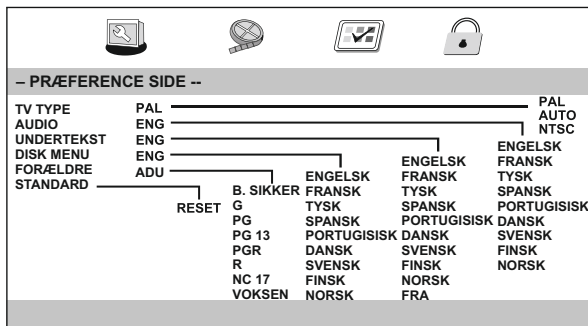 – PRÆFERENCE SIDE --
TV TYPE PAL
AUDIO ENG
UNDERTEKST ENG
DISK MENU ENG
FORÆLDRE ADU
STANDARD
RESET
B. SIKKER
G
PG
PG 13
PGR
R
NC 17
VOKSEN
ENGELSK
FRANSK
TYSK
SPANSK
PORTUGISISK
DANSK
SVENSK
FINSK
NORSK
ENGELSK
FRANSK
TYSK
SPANSK
PORTUGISISK
DANSK
SVENSK
FINSK
NORSK
FRA
ENGELSK
FRANSK
TYSK
SPANSK
PORTUGISISK
DANSK
SVENSK
FINSK
NORSK
PAL
AUTO
NTSC